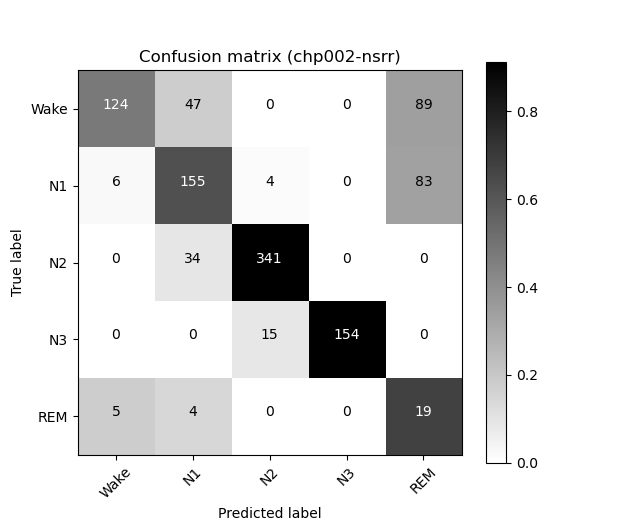 Confusion matrix (chp002-nsrr)
Wake 124 47 0 0 89
N1 6 155 4 0 83
N2 0 34 341 0 0
N3 0 0 15 154 0
REM 5 4 0 0 19
Wake N1 N2 N3 REM
True label
Predicted label
0.8
0.6
0.4
0.2
0.0